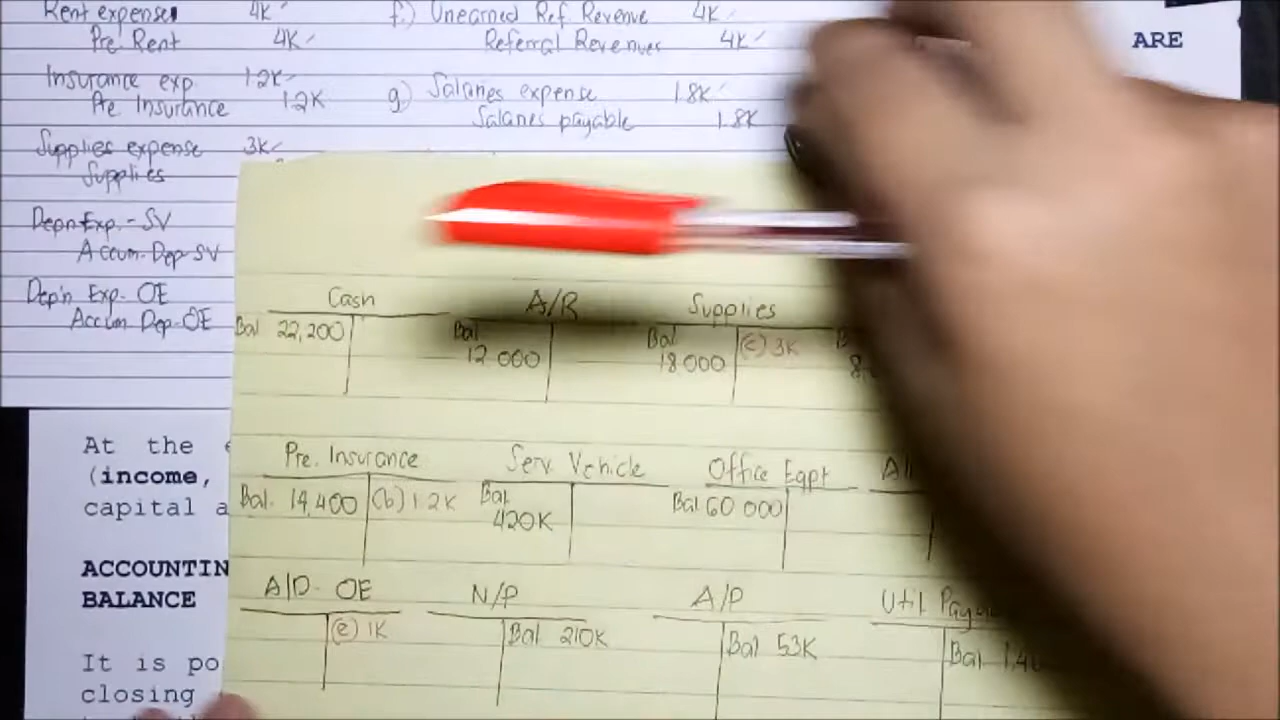 Rent expense 4K
Pre. Rent 4K
Insurance exp. 1.2K
Pre Insurance 1.2K
Supplies expense 3K
Supplies
Dep'n Exp. - SV
Accum-Dep-SV
Dep'n Exp- OE
Accum Dep-OE
f.) Unearned Ref. Revenue 4K
Referral Revenues 4K
g.) Salaries expense 1.8K
Salaries payable 1.8K
ARE
Cash
Bal 22,200
A/R
Bal
12 000
Supplies
Bal (c) 3K
18 000
Pre. Insurance
Bal. 14,400 (b) 1.2K
Serv. Vehicle
Bal
420K
Office Eqpt
Bal 60 000
A/D- OE
(e) 1K
N/P
Bal 210K
A/P
Bal 53K
Util
Bal
At the
(income,
capital a
ACCOUNTIN
BALANCE
It is po
closing